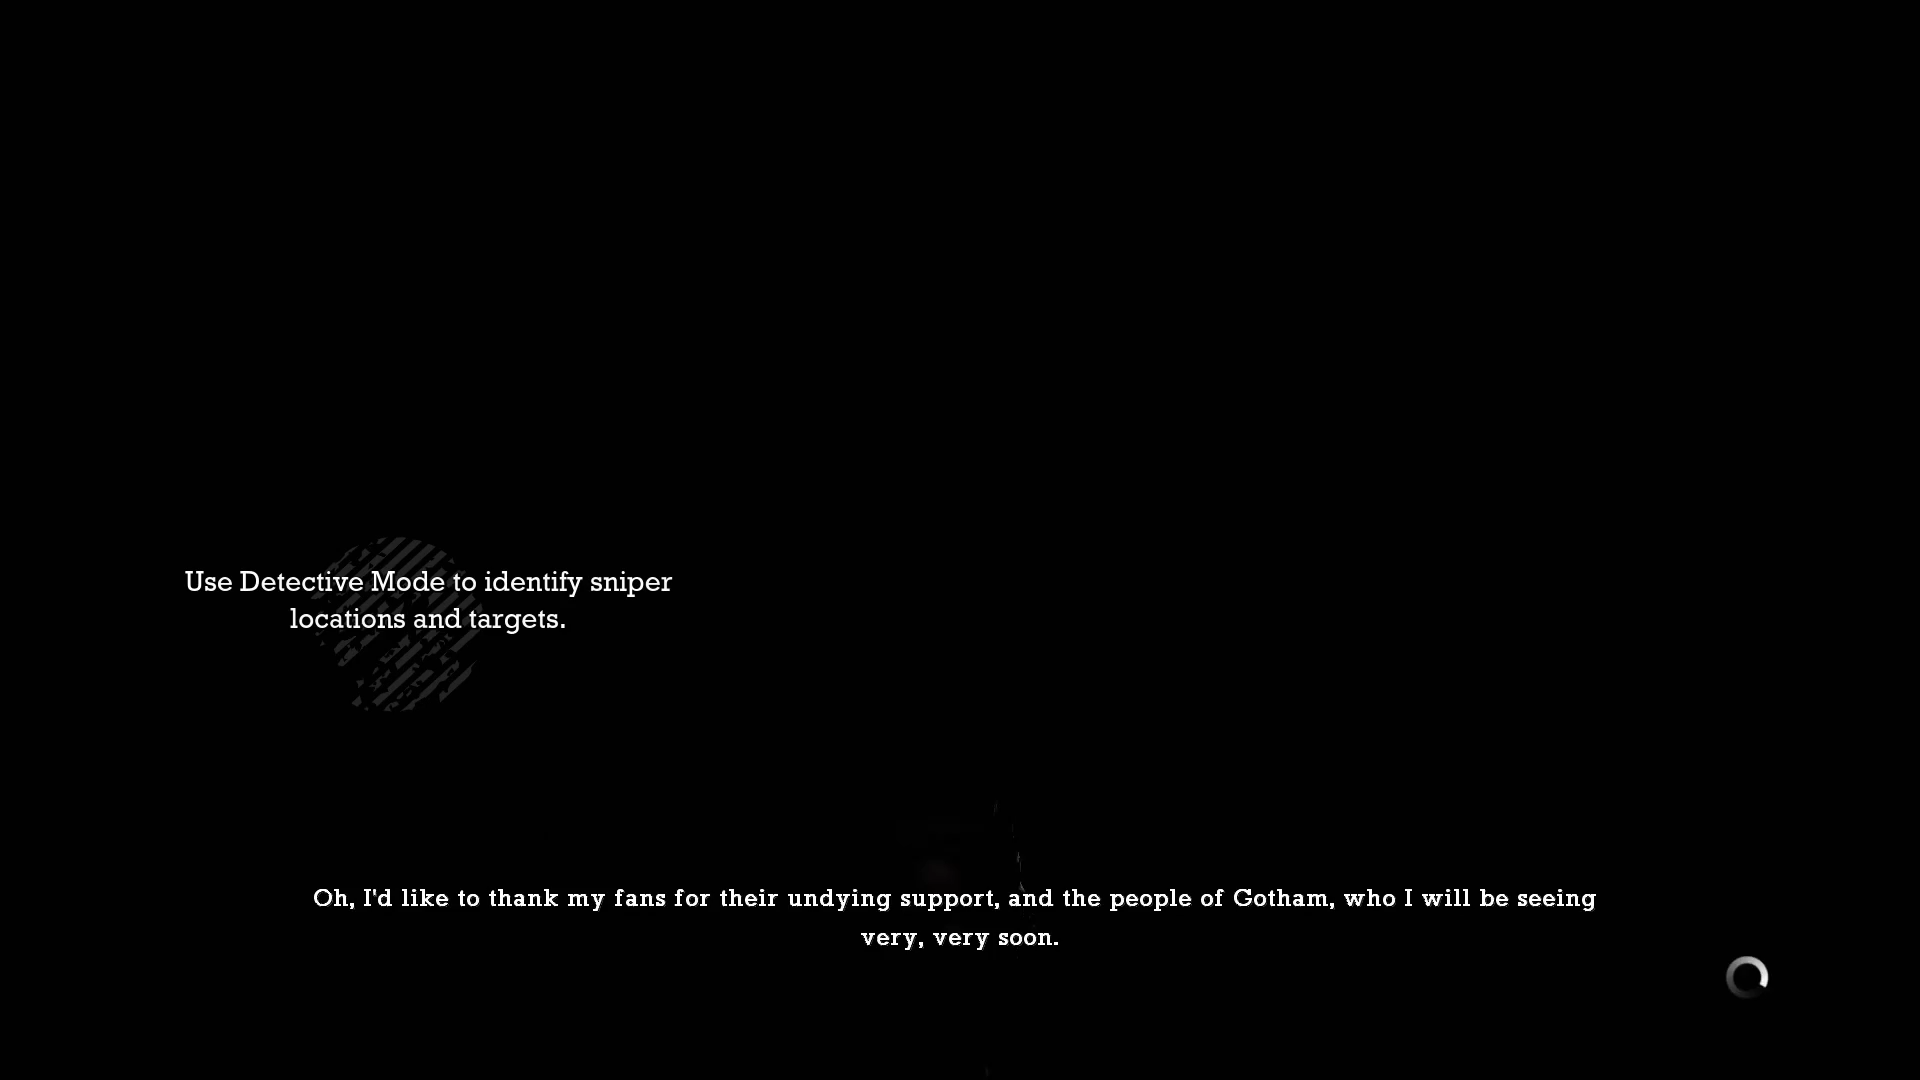 Use Detective Mode to identify sniper
locations and targets.
Oh, I'd like to thank my fans for their undying support, and the people of Gotham, who I will be seeing
very, very soon.